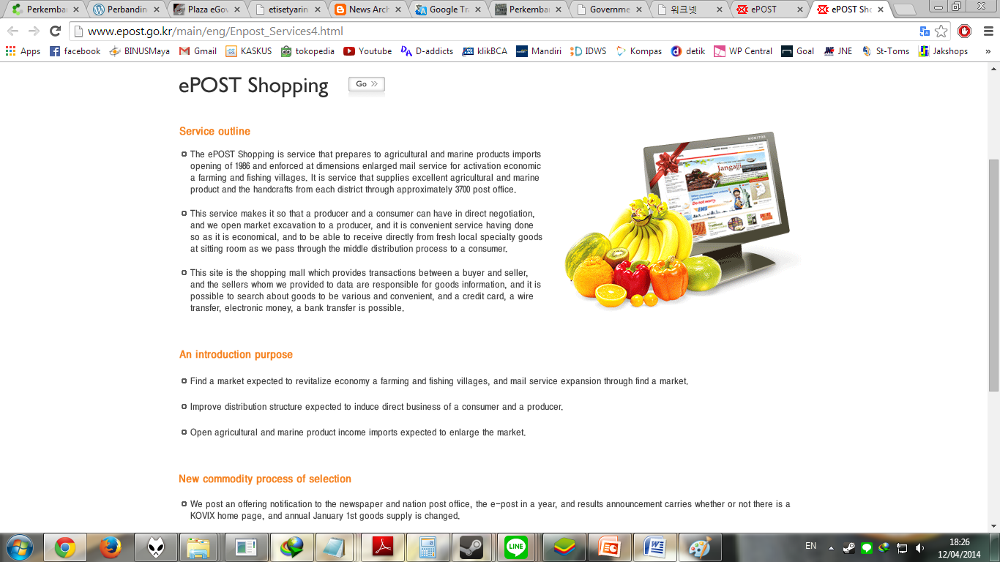 Perkembar
Perbanding
Plaza eGov
etisetyarin
News Arch
Google Tra
Perkembar
Governme
워크넷
ePOST
ePOST Sho
www.epost.go.kr/main/eng/Enpost_Services4.html
Apps facebook BINUSMaya Gmail KASKUS tokopedia Youtube D-addicts klikBCA Mandiri IDWS Kompas detik WP Central Goal JNE St-Toms Jakshops »
ePOST Shopping Go »
Service outline
The ePOST Shopping is service that prepares to agricultural and marine products imports
opening of 1986 and enforced at dimensions enlarged mail service for activation economic
a farming and fishing villages. It is service that supplies excellent agricultural and marine
product and the handcrafts from each district through approximately 3700 post office.
This service makes it so that a producer and a consumer can have in direct negotiation,
and we open market excavation to a producer, and it is convenient service having done
so as it is economical, and to be able to receive directly from fresh local specialty goods
at sitting room as we pass through the middle distribution process to a consumer.
This site is the shopping mall which provides transactions between a buyer and seller,
and the sellers whom we provided to data are responsible for goods information, and it is
possible to search about goods to be various and convenient, and a credit card, a wire
transfer, electronic money, a bank transfer is possible.
MONITOR
Jangajji
Do not worry.
EMS
An introduction purpose
Find a market expected to revitalize economy a farming and fishing villages, and mail service expansion through find a market.
Improve distribution structure expected to induce direct business of a consumer and a producer.
Open agricultural and marine product income imports expected to enlarge the market.
New commodity process of selection
We post an offering notification to the newspaper and nation post office, the e-post in a year, and results announcement carries whether or not there is a
KOVIX home page, and annual January 1st goods supply is changed.
LINE
EN
18:26
12/04/2014